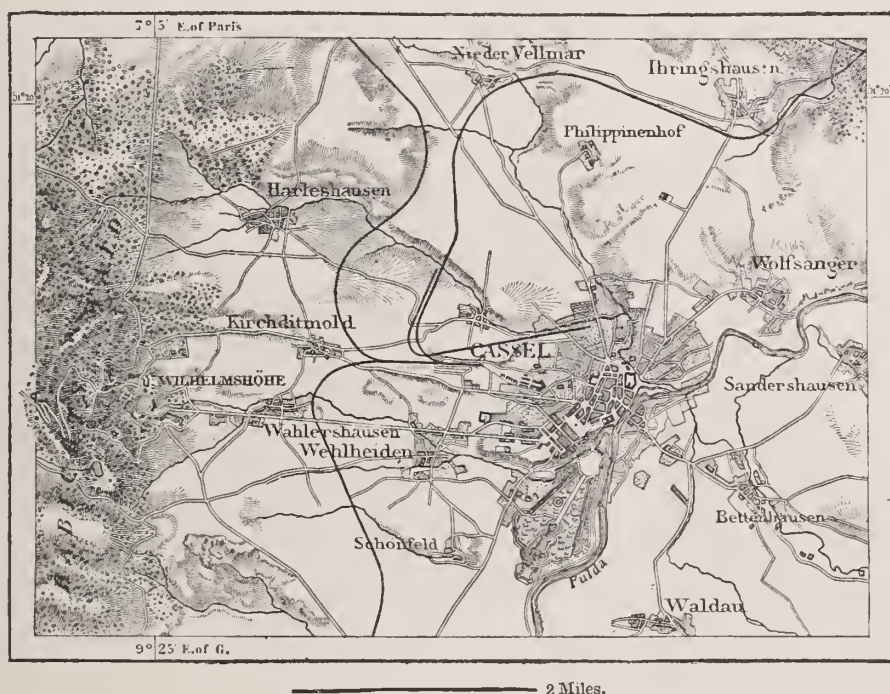 7° 5′ E.of Paris
Nieder Vellmar
Ihringshausen
51°20′
51°20′
Philippinenhof
Harleshausen
Wolfsanger
Kirchditmold
CASSEL
WILHELMSHÖHE
Sandershausen
Wahlershausen
Wehlheiden
Bettenhausen
Schönfeld
Fulda
Waldau
9° 25′ E.of G.
2 Miles.